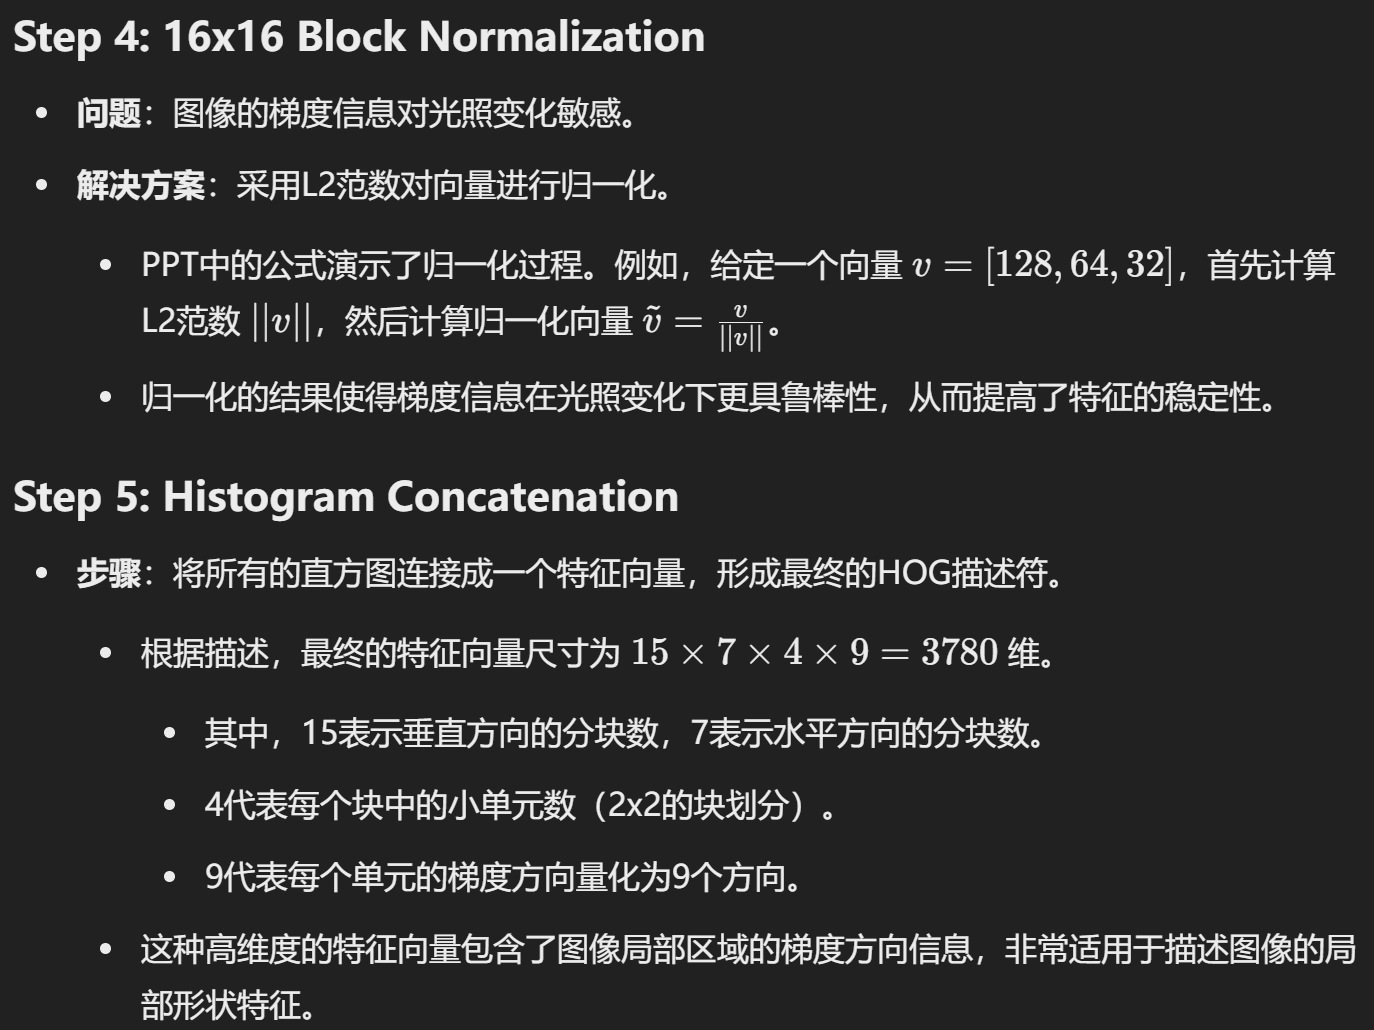 Step 4: 16x16 Block Normalization
• 问题：图像的梯度信息对光照变化敏感。
• 解决方案：采用L2范数对向量进行归一化。
• PPT中的公式演示了归一化过程。例如，给定一个向量 v = [128, 64, 32]，首先计算
L2范数 ||v||，然后计算归一化向量 ṽ = v/||v||。
• 归一化的结果使得梯度信息在光照变化下更具鲁棒性，从而提高了特征的稳定性。
Step 5: Histogram Concatenation
• 步骤：将所有的直方图连接成一个特征向量，形成最终的HOG描述符。
• 根据描述，最终的特征向量尺寸为 15 × 7 × 4 × 9 = 3780 维。
• 其中，15表示垂直方向的分块数，7表示水平方向的分块数。
• 4代表每个块中的小单元数（2x2的块划分）。
• 9代表每个单元的梯度方向量化为9个方向。
• 这种高维度的特征向量包含了图像局部区域的梯度方向信息，非常适用于描述图像的局
部形状特征。